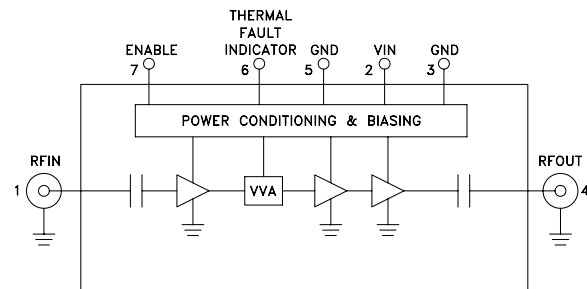 THERMAL
FAULT
INDICATOR
ENABLE
GND
VIN
GND
7
6
5
2
3
POWER CONDITIONING & BIASING
RFIN
RFOUT
1
VVA
4